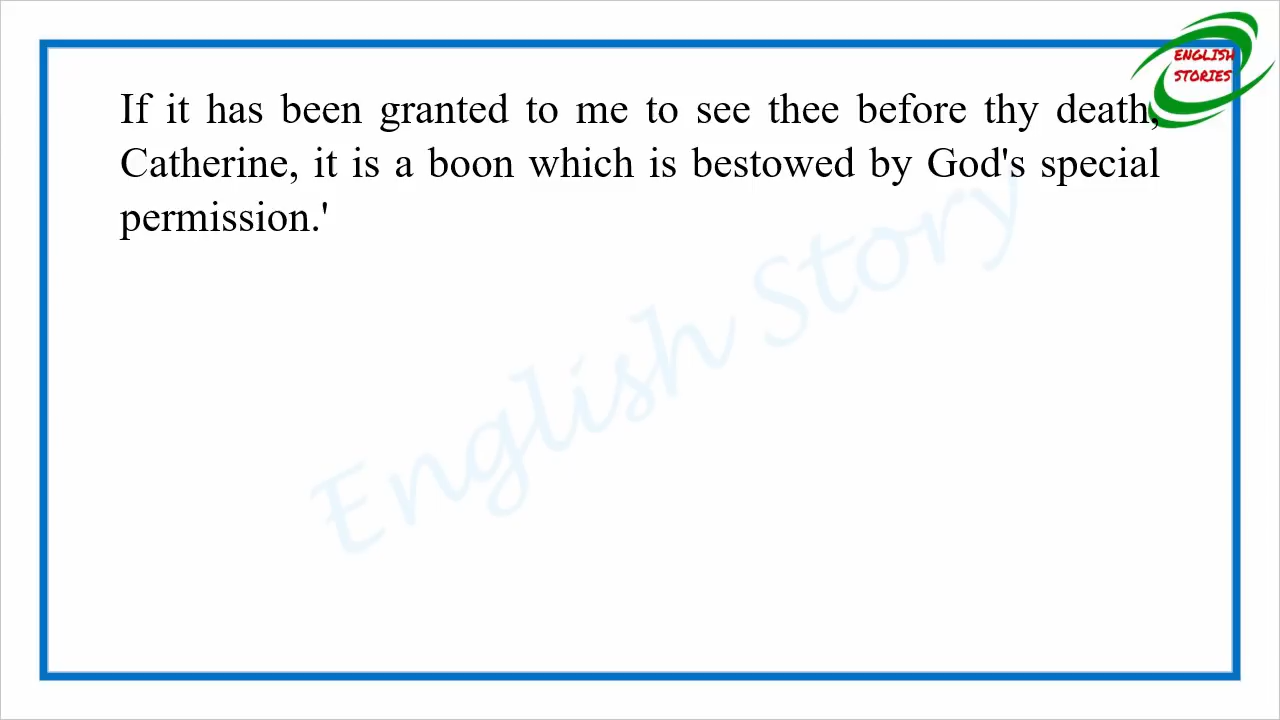 ENGLISH
STORIES
If it has been granted to me to see thee before thy death,
Catherine, it is a boon which is bestowed by God's special
permission.'
English Story